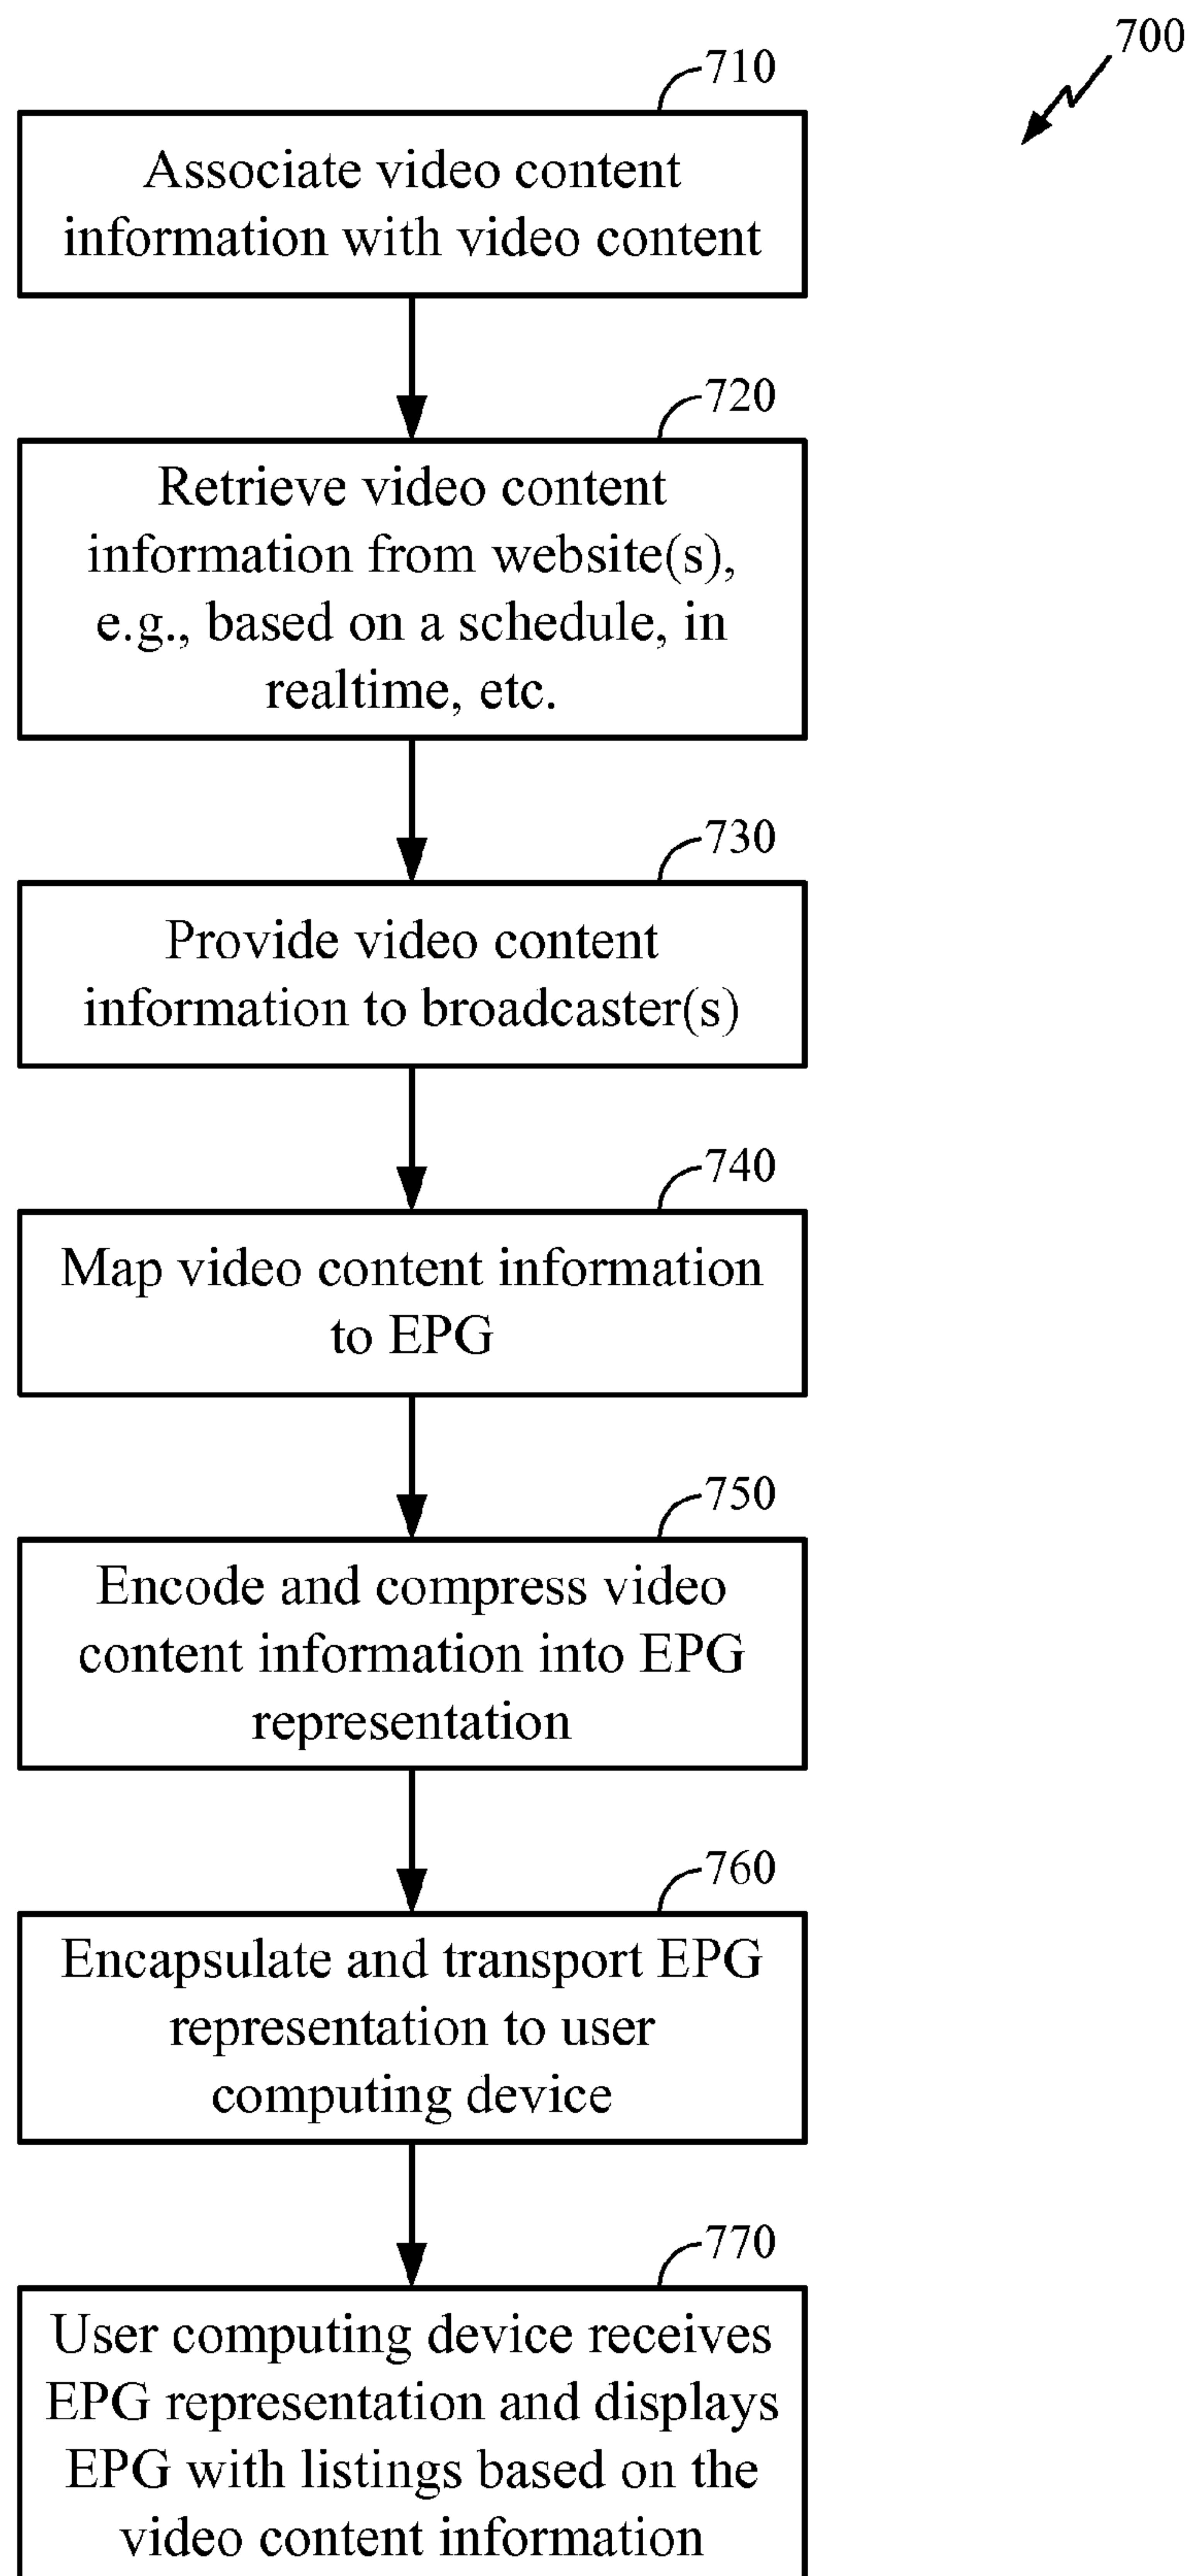 700
710
Associate video content
information with video content
720
Retrieve video content
information from website(s),
e.g., based on a schedule, in
realtime, etc.
730
Provide video content
information to broadcaster(s)
740
Map video content information
to EPG
750
Encode and compress video
content information into EPG
representation
760
Encapsulate and transport EPG
representation to user
computing device
770
User computing device receives
EPG representation and displays
EPG with listings based on the
video content information